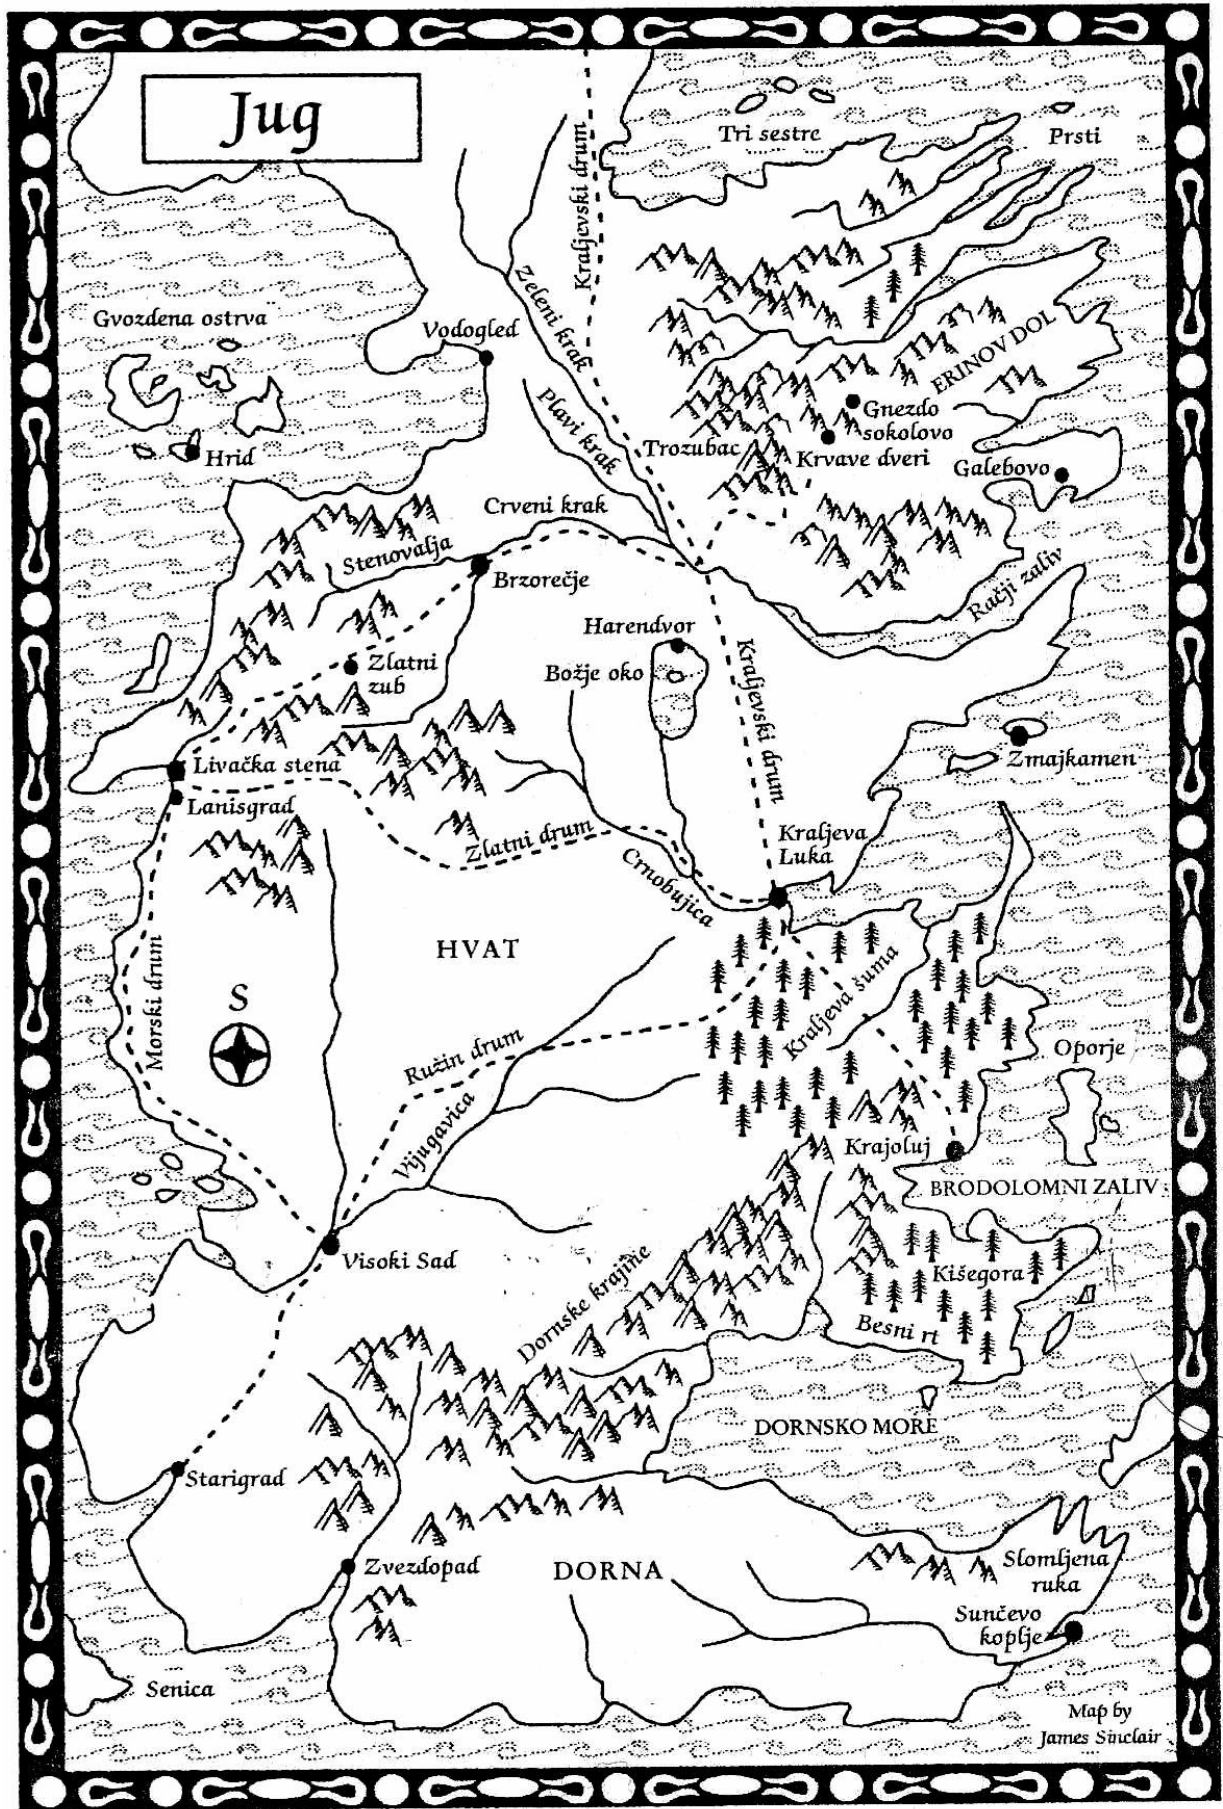 Jug
Kraljevski drum
Tri sestre
Prsti
Zeleni krak
Gvozdena ostrva
Vodogled
ERINOV DOL
Plavi krak
Gnezdo
sokolovo
Trozubac
Krvave dveri
Galebovo
Hrid
Crveni krak
Stenovalja
Brzorečje
Račji zaliv
Harendvor
Božje oko
Zlatni
zub
Kraljevski drum
Zmajkamen
Livačka stena
Lanisgrad
Zlatni drum
Kraljeva
Luka
Crnobujica
HVAT
Morski drum
S
Kraljeva šuma
Ružin drum
Oporje
Vijugavica
Krajoluj
BRODOLOMNI ZALIV
Visoki Sad
Kišegora
Dornske krajine
Besni rt
DORNSKO MORE
Starigrad
Zvezdopad
DORNA
Slomljena
ruka
Sunčevo
koplje
Senica
Map by
James Sinclair